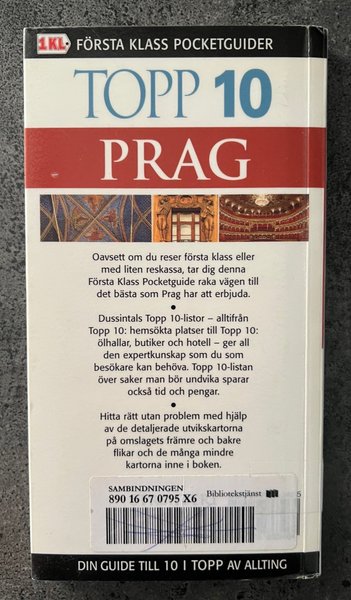 1KL FÖRSTA KLASS POCKETGUIDER
TOPP 10
PRAG
Oavsett om du reser första klass eller
med liten reskassa, tar dig denna
Första Klass Pocketguide raka vägen till
det bästa som Prag har att erbjuda.
•
Dussintals Topp 10-listor – alltifrån
Topp 10: hemsökta platser till Topp 10:
ölhallar, butiker och hotell – ger all
den expertkunskap som du som
besökare kan behöva. Topp 10-listan
över saker man bör undvika sparar
också tid och pengar.
•
Hitta rätt utan problem med hjälp
av de detaljerade utvikskartorna
på omslagets främre och bakre
flikar och de många mindre
kartorna inne i boken.
SAMBINDNINGEN
890 16 67 0795 X6 Bibliotekstjänst
DIN GUIDE TILL 10 I TOPP AV ALLTING